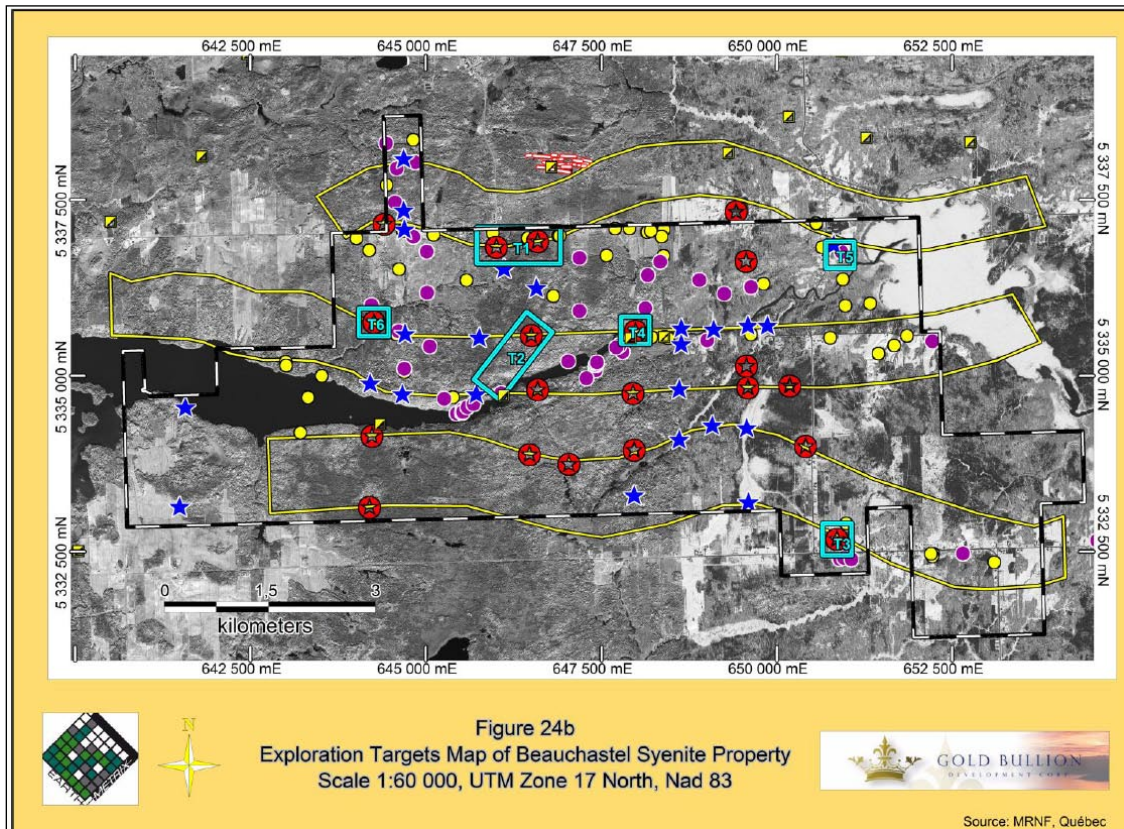 642 500 mE 645 000 mE 647 500 mE 650 000 mE 652 500 mE
5 337 500 mN
5 337 500 mN
T1
T5
T6
T4
T2
5 335 000 mN
5 335 000 mN
T3
5 332 500 mN
5 332 500 mN
0 1,5 3
kilometers
642 500 mE 645 000 mE 647 500 mE 650 000 mE 652 500 mE
EARTH METRIX
N
Figure 24b
Exploration Targets Map of Beauchastel Syenite Property
Scale 1:60 000, UTM Zone 17 North, Nad 83
GOLD BULLION
DEVELOPMENT CORP
Source: MRNF, Québec